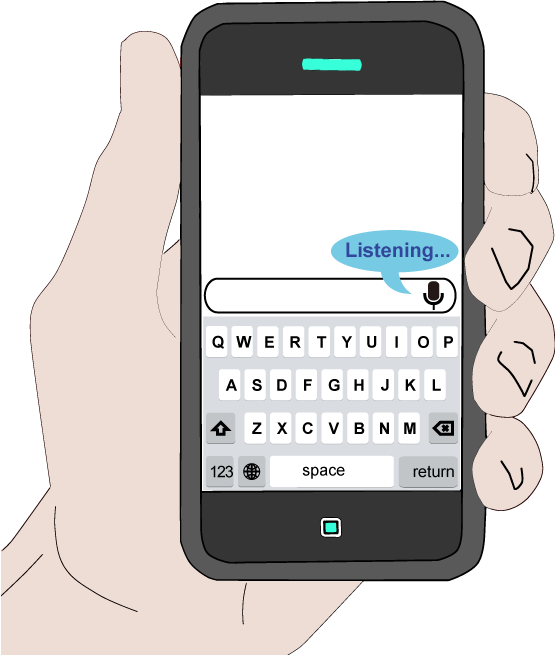 Listening...
Q W E R T Y U I O P
A S D F G H J K L
Z X C V B N M
123 space return